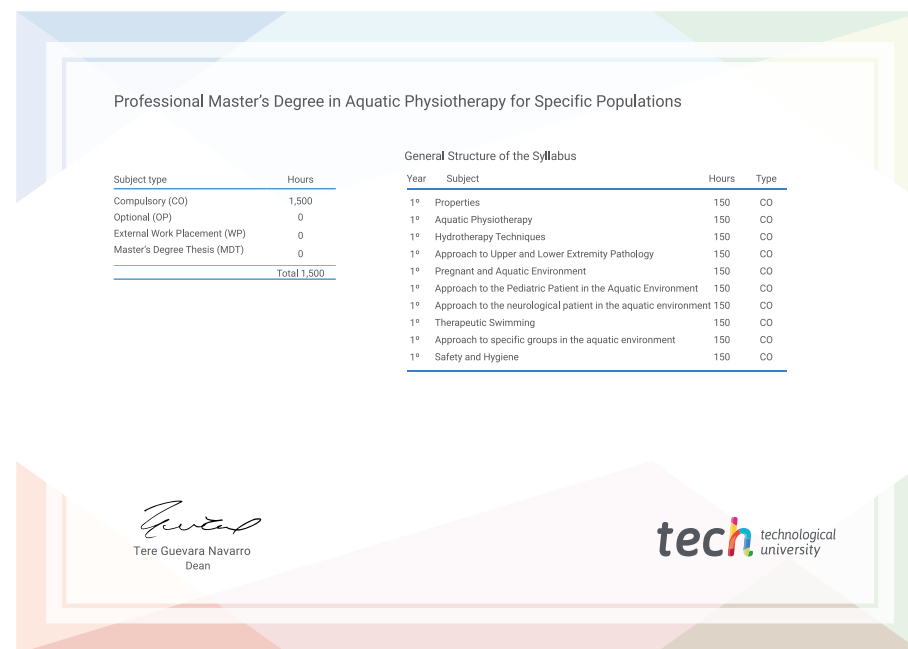 Professional Master's Degree in Aquatic Physiotherapy for Specific Populations
General Structure of the Syllabus
Subject type Hours
Compulsory (CO) 1,500
Optional (OP) 0
External Work Placement (WP) 0
Master's Degree Thesis (MDT) 0
Total 1,500
Year Subject Hours Type
1º Properties 150 CO
1º Aquatic Physiotherapy 150 CO
1º Hydrotherapy Techniques 150 CO
1º Approach to Upper and Lower Extremity Pathology 150 CO
1º Pregnant and Aquatic Environment 150 CO
1º Approach to the Pediatric Patient in the Aquatic Environment 150 CO
1º Approach to the neurological patient in the aquatic environment 150 CO
1º Therapeutic Swimming 150 CO
1º Approach to specific groups in the aquatic environment 150 CO
1º Safety and Hygiene 150 CO
Tere Guevara Navarro
Dean
tech technological
university